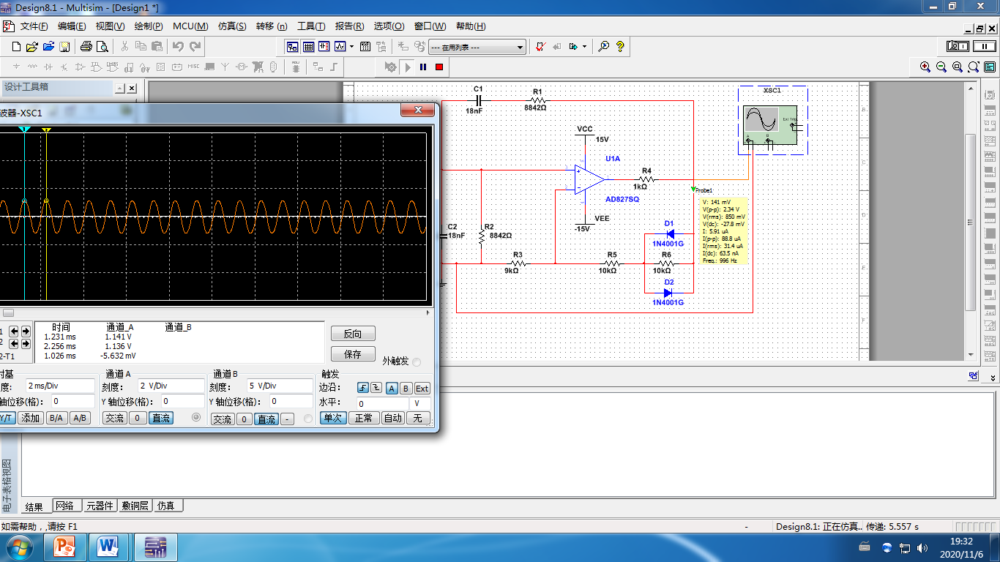 Design8.1 - Multisim - [Design1 *]
文件(F) 编辑(E) 视图(V) 绘制(P) MCU(M) 仿真(S) 转移 (n) 工具(T) 报告(R) 选项(O) 窗口(W) 帮助(H)
--- 在用列表 ---
MISC
设计工具箱
波器-XSC1
1
2
时间 通道_A 通道_B
1.231 ms 1.141 V
2.256 ms 1.136 V
1.026 ms -5.632 mV
1
2
2-T1
反向
保存
外触发
时基
度: 2 ms/Div
轴位移(格): 0
Y/T 添加 B/A A/B
通道 A
刻度: 2 V/Div
Y 轴位移(格): 0
交流 0 直流
通道 B
刻度: 5 V/Div
Y 轴位移(格): 0
交流 0 直流 -
触发
边沿: A B Ext
水平: 0 V
单次 正常 自动 无
C1
18nF
R1
8842Ω
VCC
15V
U1A
AD827SQ
R4
1kΩ
VEE
-15V
C2
18nF
R2
8842Ω
R3
9kΩ
R5
10kΩ
R6
10kΩ
D1
1N4001G
D2
1N4001G
XSC1
Ext Trig
A
B
Probe1
V: 141 mV
V(p-p): 2.34 V
V(rms): 850 mV
V(dc): -27.8 mV
I: 5.91 uA
I(p-p): 88.8 uA
I(rms): 31.4 uA
I(dc): 63.5 nA
Freq.: 996 Hz
B
C
D
E
F
电子表格视图
结果 网络 元器件 敷铜层 仿真
如需帮助，,请按 F1
-
Design8.1: 正在仿真... 传递: 5.557 s
19:32
2020/11/6